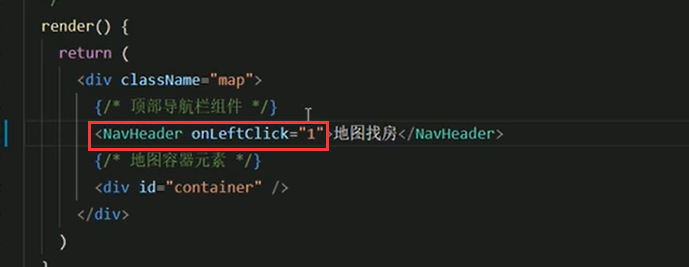 */
render() {
return (
<div className="map">
{/* 顶部导航栏组件 */}
<NavHeader onLeftClick="1">地图找房</NavHeader>
{/* 地图容器元素 */}
<div id="container" />
</div>
)
}